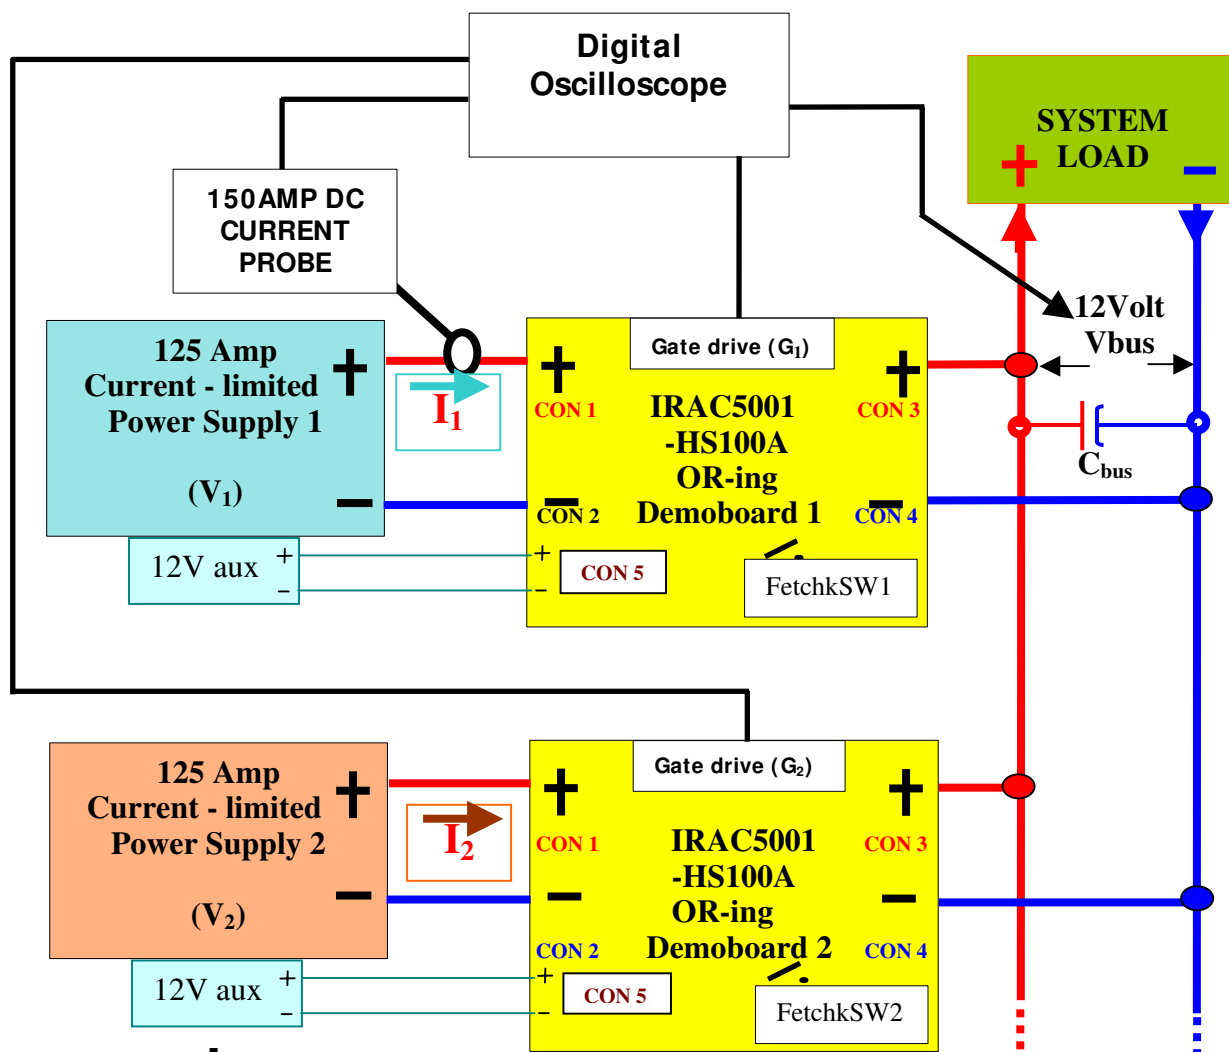 Digital
Oscilloscope
SYSTEM
LOAD
+ −
150AMP DC
CURRENT
PROBE
12Volt
Vbus
C_bus
125 Amp
Current - limited
Power Supply 1
(V₁)
+
−
I₁
12V aux
+
−
Gate drive (G₁)
+
CON 1
+
CON 3
IRAC5001
-HS100A
OR-ing
Demoboard 1
−
CON 2
−
CON 4
+
−
CON 5
FetchkSW1
125 Amp
Current - limited
Power Supply 2
(V₂)
+
−
I₂
12V aux
+
−
Gate drive (G₂)
+
CON 1
+
CON 3
IRAC5001
-HS100A
OR-ing
Demoboard 2
−
CON 2
−
CON 4
+
−
CON 5
FetchkSW2